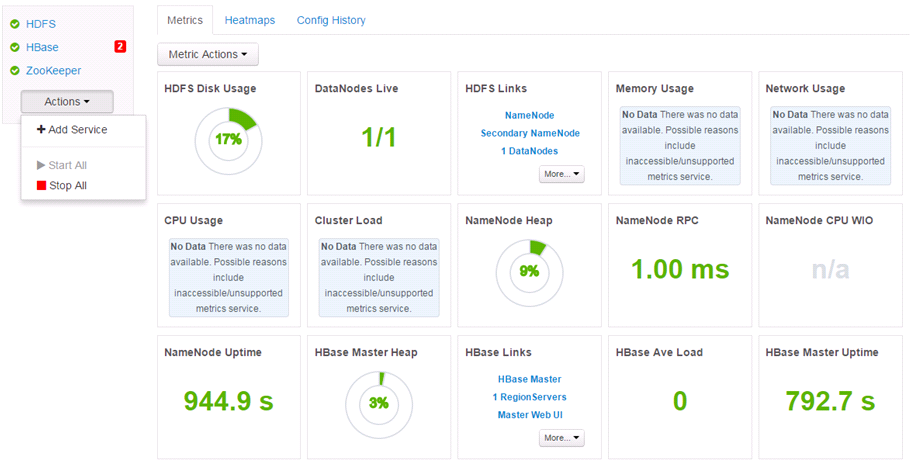 HDFS
HBase 2
ZooKeeper
Actions
Add Service
Start All
Stop All
Metrics Heatmaps Config History
Metric Actions
HDFS Disk Usage
17%
DataNodes Live
1/1
HDFS Links
NameNode
Secondary NameNode
1 DataNodes
More...
Memory Usage
No Data There was no data
available. Possible reasons
include
inaccessible/unsupported
metrics service.
Network Usage
No Data There was no data
available. Possible reasons
include
inaccessible/unsupported
metrics service.
CPU Usage
No Data There was no data
available. Possible reasons
include
inaccessible/unsupported
metrics service.
Cluster Load
No Data There was no data
available. Possible reasons
include
inaccessible/unsupported
metrics service.
NameNode Heap
9%
NameNode RPC
1.00 ms
NameNode CPU WIO
n/a
NameNode Uptime
944.9 s
HBase Master Heap
3%
HBase Links
HBase Master
1 RegionServers
Master Web UI
More...
HBase Ave Load
0
HBase Master Uptime
792.7 s